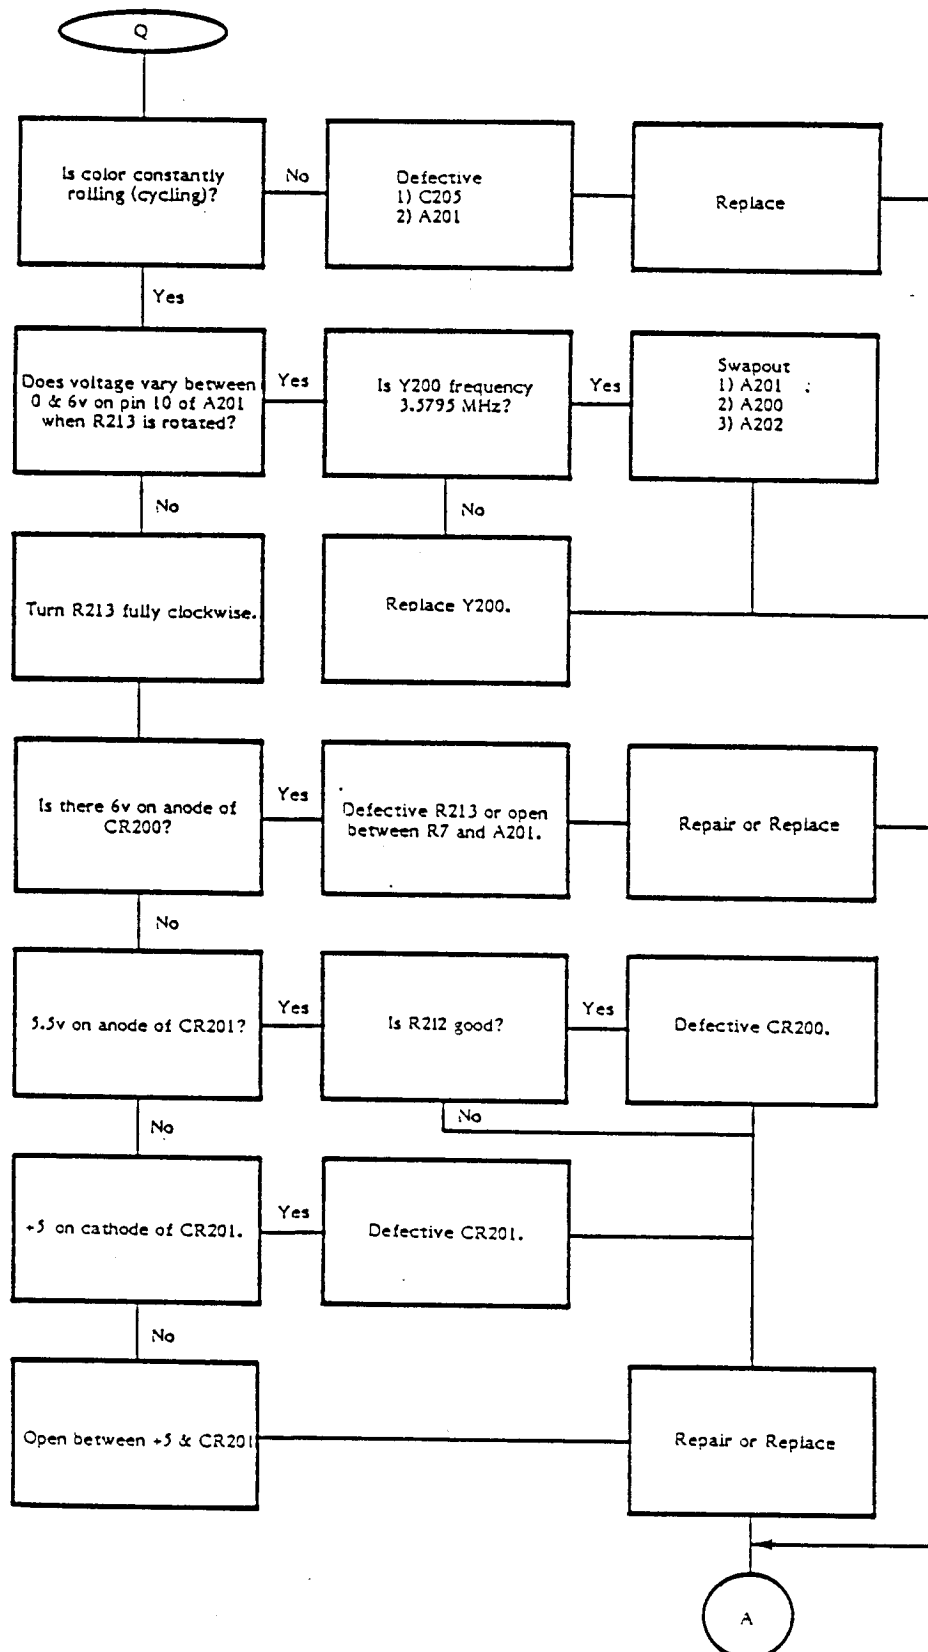 Q
Is color constantly
rolling (cycling)?
No
Defective
1) C205
2) A201
Replace
Yes
Does voltage vary between
0 & 6v on pin 10 of A201
when R213 is rotated?
Yes
Is Y200 frequency
3.5795 MHz?
Yes
Swapout
1) A201
2) A200
3) A202
No
No
Turn R213 fully clockwise.
Replace Y200.
Is there 6v on anode of
CR200?
Yes
Defective R213 or open
between R7 and A201.
Repair or Replace
No
5.5v on anode of CR201?
Yes
Is R212 good?
Yes
Defective CR200.
No
No
+5 on cathode of CR201.
Yes
Defective CR201.
No
Open between +5 & CR201
Repair or Replace
A